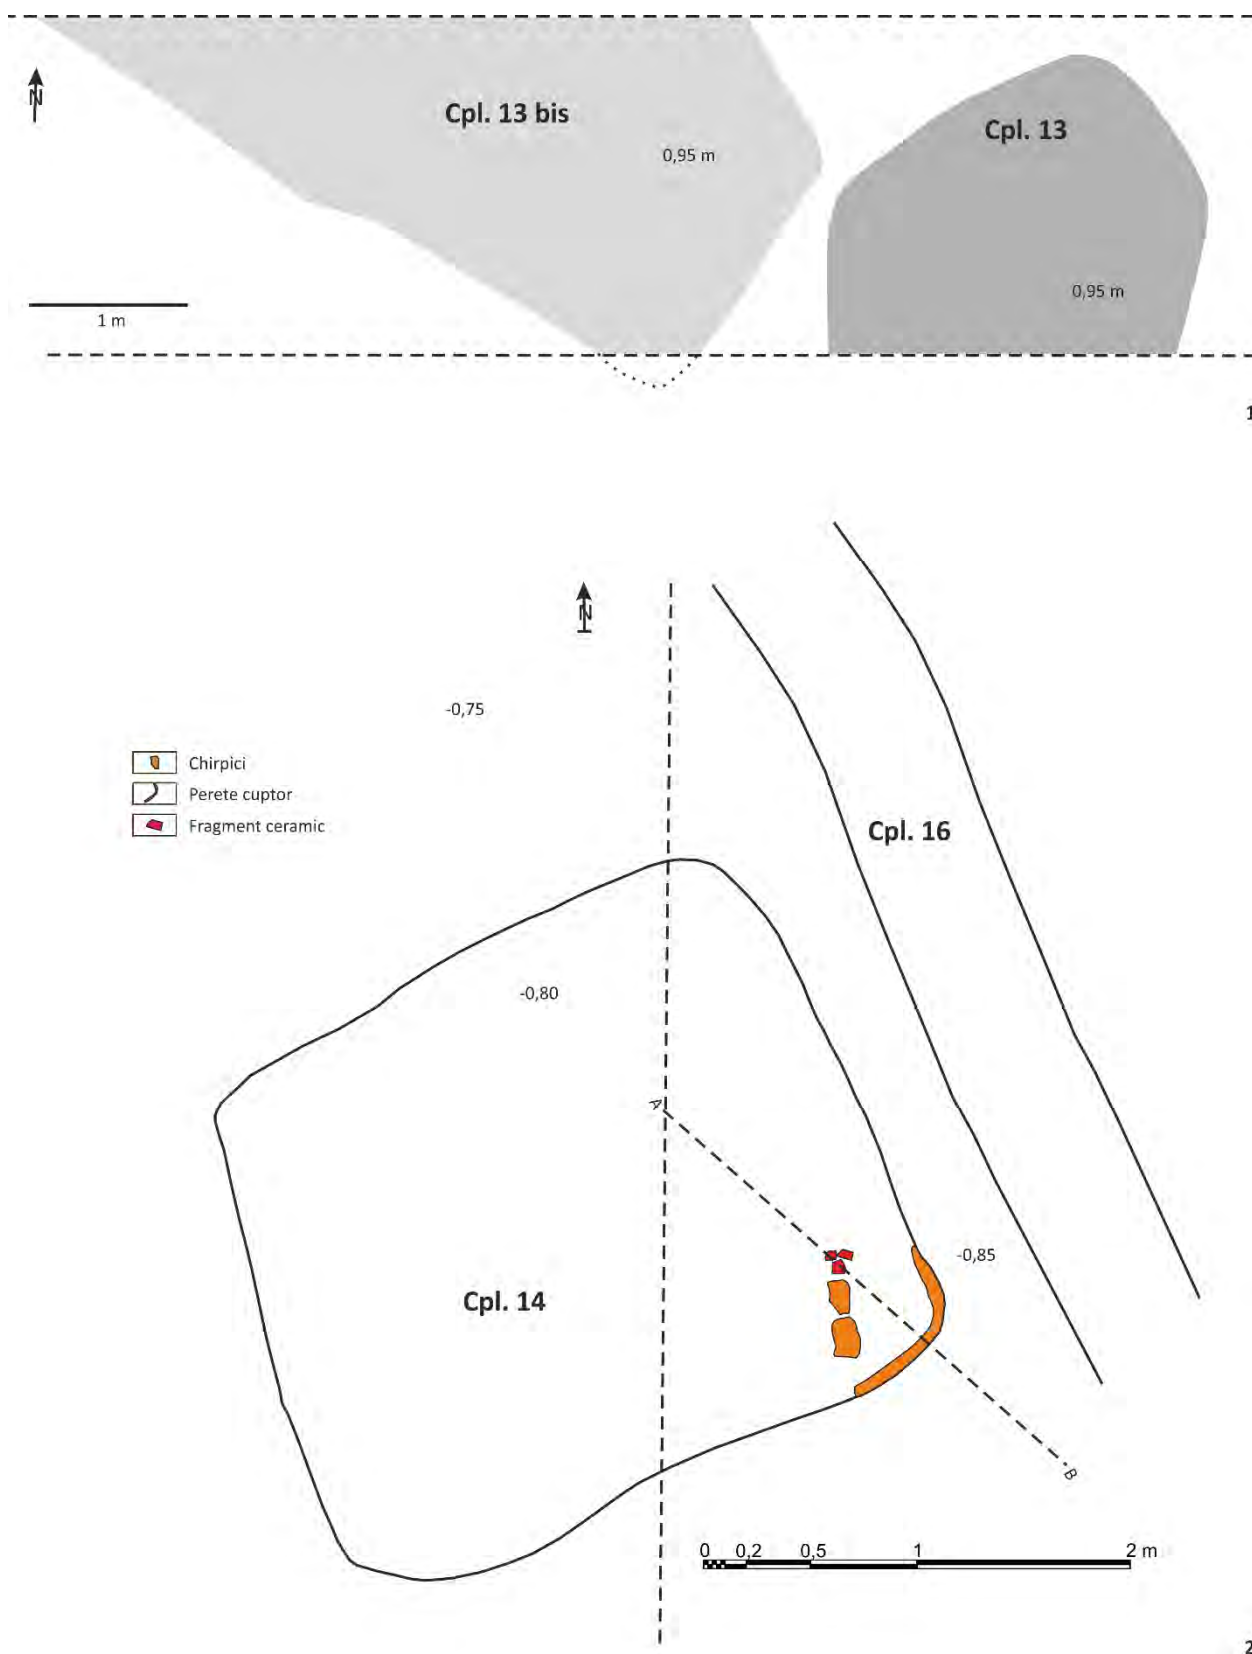 N
Cpl. 13 bis
0,95 m
Cpl. 13
0,95 m
1 m
1
N
-0,75
Chirpici
Perete cuptor
Fragment ceramic
Cpl. 16
-0,80
A
-0,85
Cpl. 14
B
0 0,2 0,5 1 2 m
2